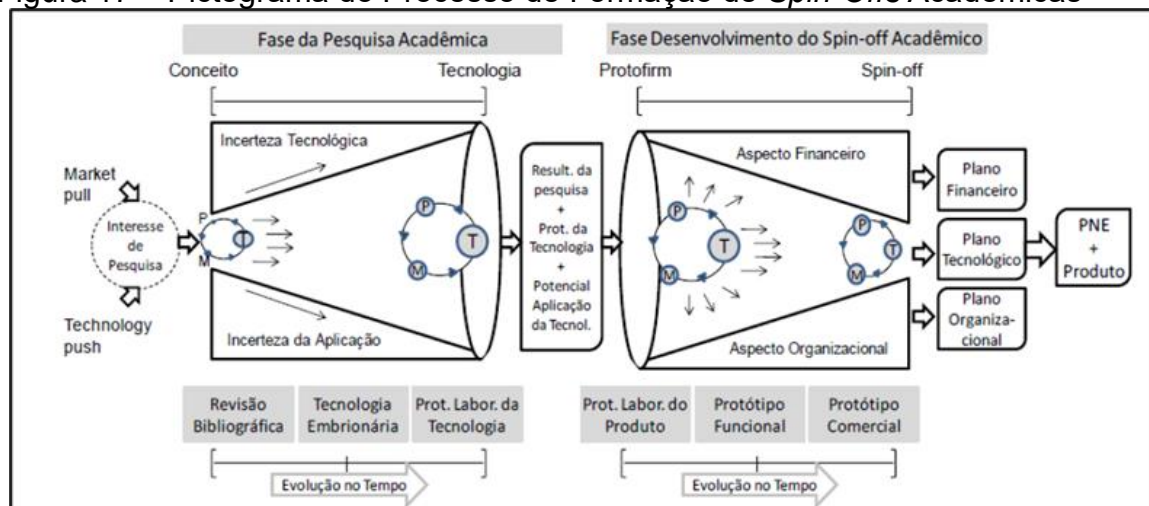 Fase da Pesquisa Acadêmica
Fase Desenvolvimento do Spin-off Acadêmico
Conceito
Tecnologia
Protofirm
Spin-off
Incerteza Tecnológica
Market
pull
Interesse
de
Pesquisa
Technology
push
P
T
M
Incerteza da Aplicação
P
T
M
Result. da
pesquisa
+
Prot. da
Tecnologia
+
Potencial
Aplicação
da Tecnol.
Aspecto Financeiro
P
T
M
P
T
M
Aspecto Organizacional
Plano
Financeiro
Plano
Tecnológico
Plano
Organiza-
cional
PNE
+
Produto
Revisão
Bibliográfica
Tecnologia
Embrionária
Prot. Labor. da
Tecnologia
Prot. Labor. do
Produto
Protótipo
Funcional
Protótipo
Comercial
Evolução no Tempo
Evolução no Tempo